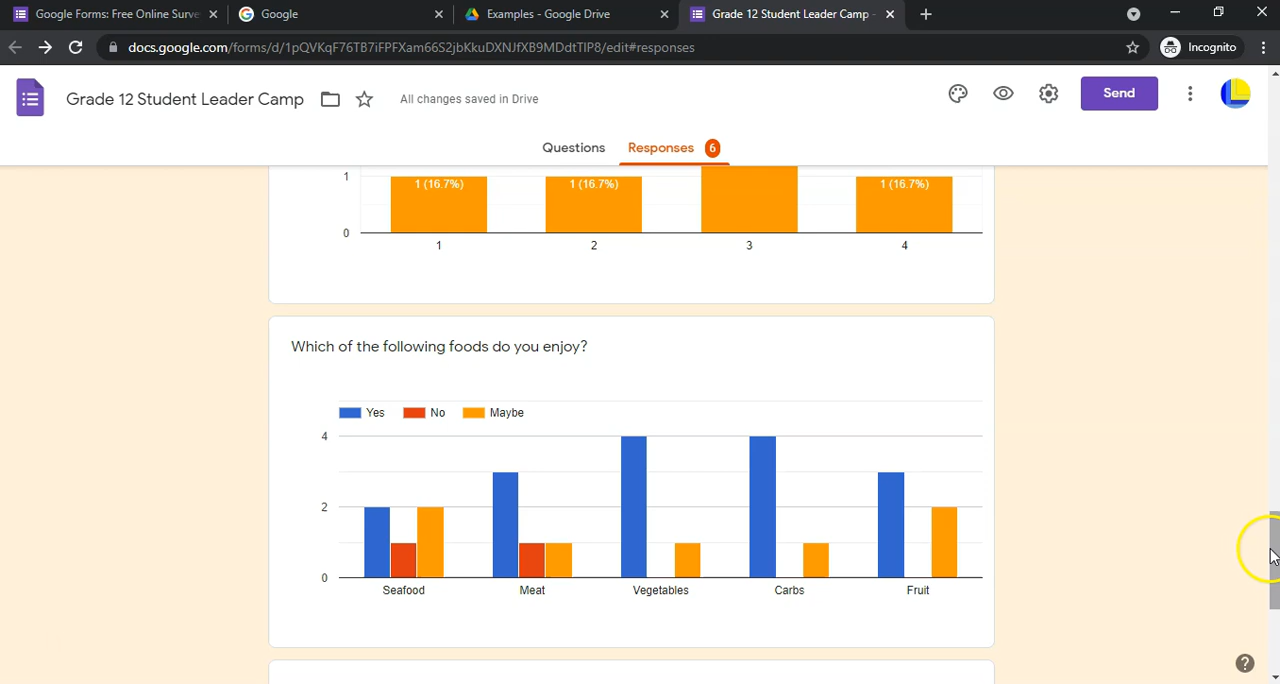 Google Forms: Free Online Surve
Google
Examples - Google Drive
Grade 12 Student Leader Camp -
docs.google.com/forms/d/1pQVKqF76TB7iFPFXam66S2jbKkuDXNJfXB9MDdtTlP8/edit#responses
Incognito
Grade 12 Student Leader Camp
All changes saved in Drive
Send
Questions
Responses 6
1
1 (16.7%) 1 (16.7%) 1 (16.7%)
0
1 2 3 4
Which of the following foods do you enjoy?
Yes No Maybe
4
2
0
Seafood Meat Vegetables Carbs Fruit